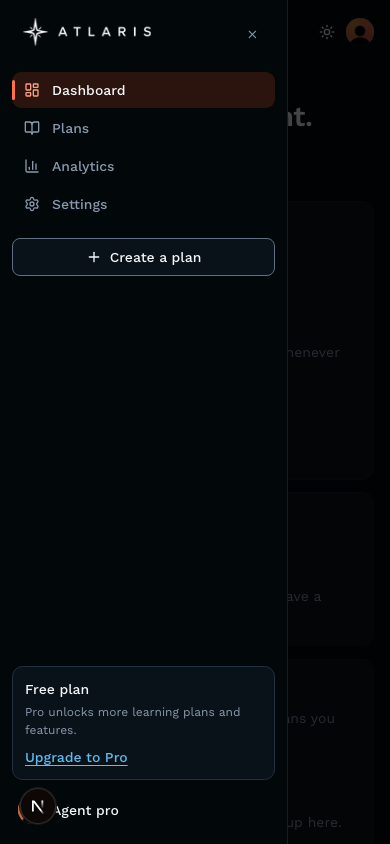 ATLARIS
nt.
Dashboard
Plans
Analytics
Settings
Create a plan
henever
ave a
Free plan
Pro unlocks more learning plans and
features.
Upgrade to Pro
ans you
N
Agent pro
up here.